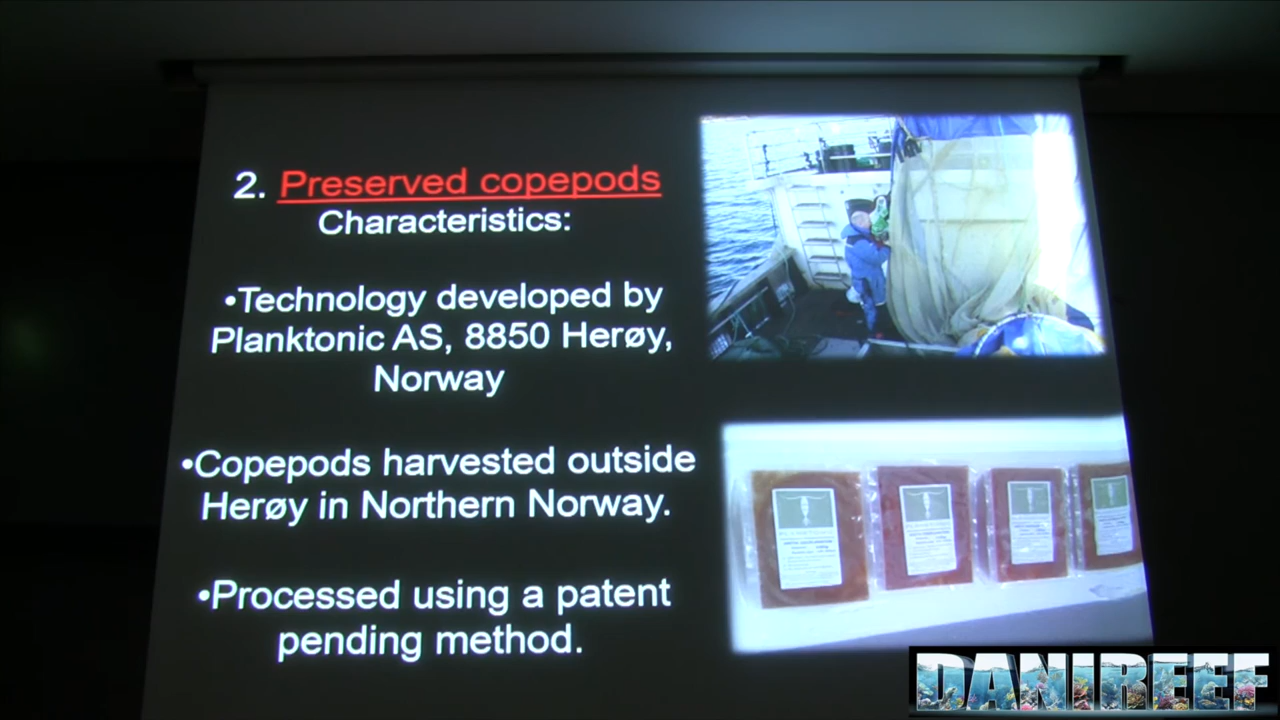 2. Preserved copepods
Characteristics:
•Technology developed by
Planktonic AS, 8850 Herøy,
Norway
•Copepods harvested outside
Herøy in Northern Norway.
•Processed using a patent
pending method.
DANIREEF